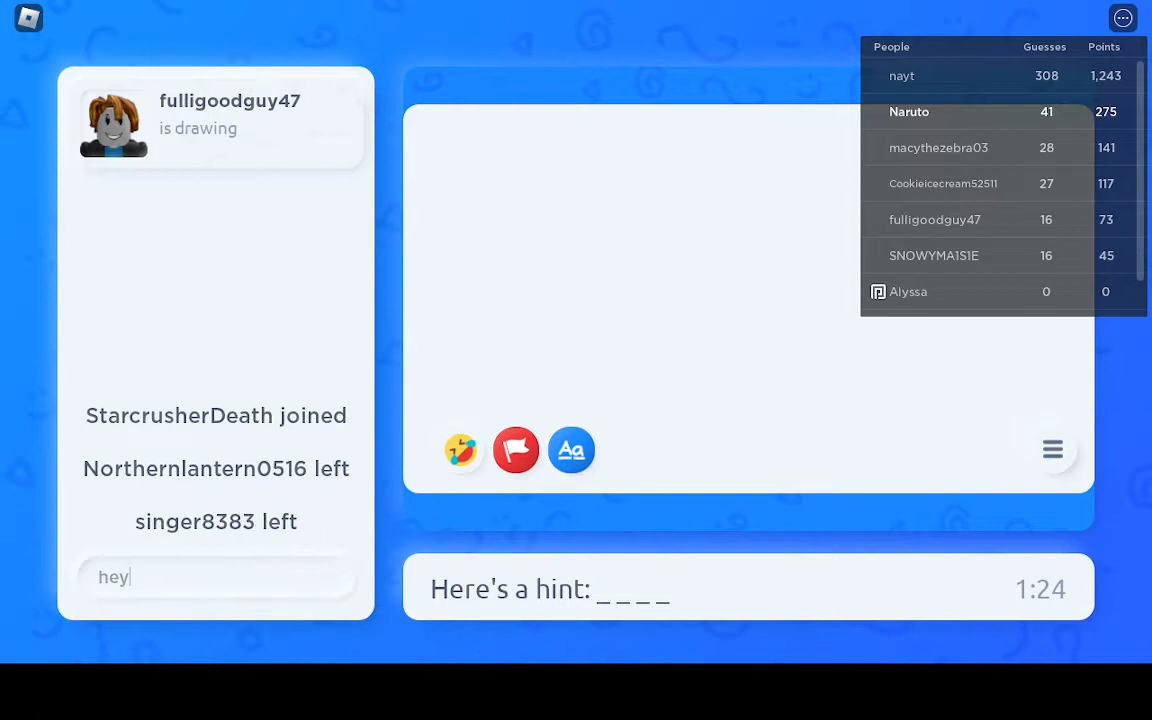 fulligoodguy47
is drawing
StarcrusherDeath joined
Northernlantern0516 left
singer8383 left
hey
Aa
Here's a hint: _ _ _ _
1:24
People Guesses Points
nayt 308 1,243
Naruto 41 275
macythezebra03 28 141
Cookieicecream52511 27 117
fulligoodguy47 16 73
SNOWYMA1S1E 16 45
Alyssa 0 0